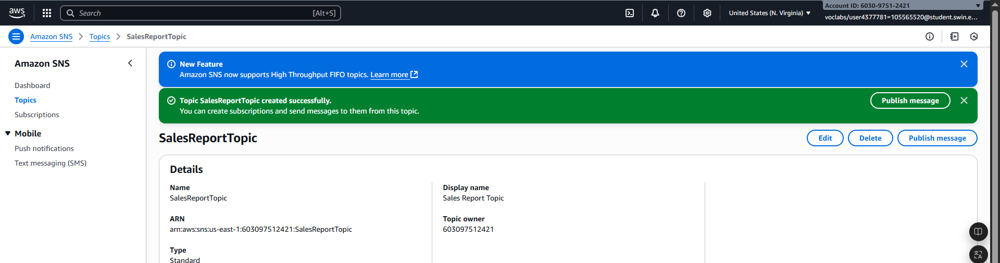 aws
Search [Alt+S]
United States (N. Virginia)
Account ID: 6030-9751-2421
voclabs/user4377781=105565520@student.swin.e...
Amazon SNS
Topics
SalesReportTopic
Amazon SNS
Dashboard
Topics
Subscriptions
Mobile
Push notifications
Text messaging (SMS)
New Feature
Amazon SNS now supports High Throughput FIFO topics. Learn more
Topic SalesReportTopic created successfully.
You can create subscriptions and send messages to them from this topic.
Publish message
SalesReportTopic
Edit
Delete
Publish message
Details
Name
SalesReportTopic
ARN
arn:aws:sns:us-east-1:603097512421:SalesReportTopic
Type
Standard
Display name
Sales Report Topic
Topic owner
603097512421